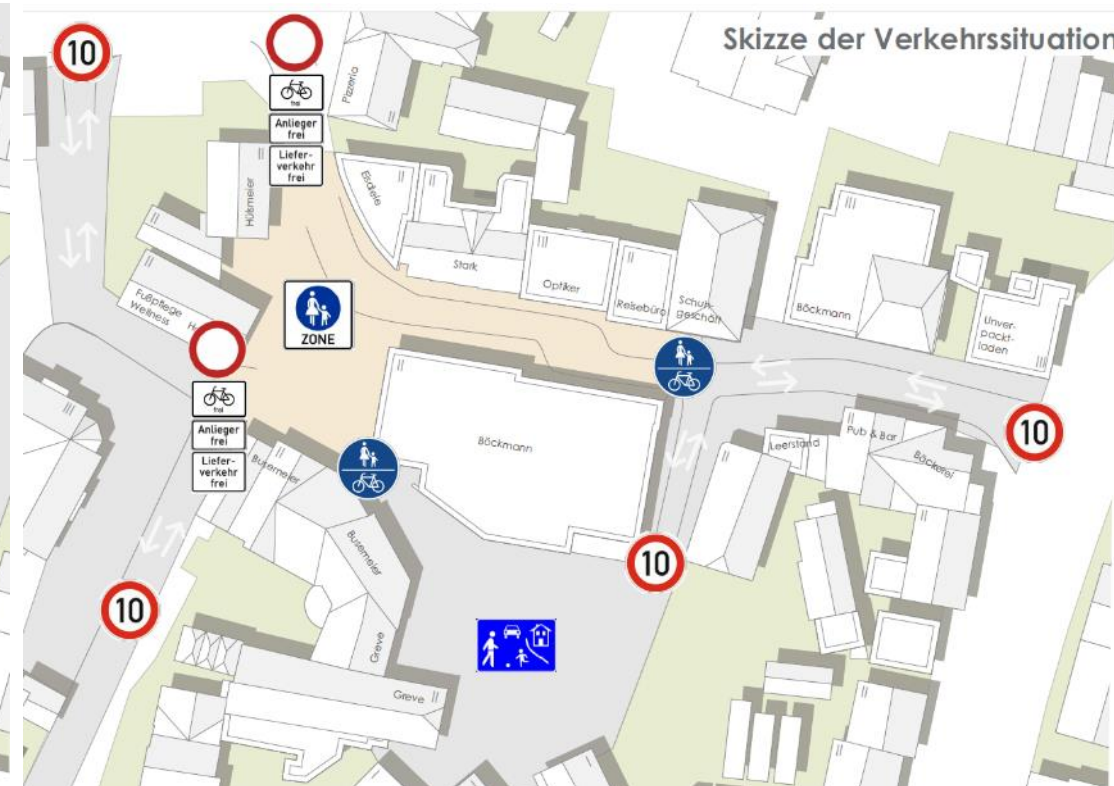 Skizze der Verkehrssituation
10
frei
Anlieger
frei
Liefer-
verkehr
frei
Pizzeria
Eisdiele
Hülsmeier
Stark
Optiker
Reisebüro
Schuh-
geschäft
Böckmann
Unver-
packt-
laden
Fußpflege
Wellness
ZONE
frei
Anlieger
frei
Liefer-
verkehr
frei
Busemeier
Böckmann
Leerstand
Pub & Bar
Bäckerei
10
Busemeier
10
10
Greve
Greve